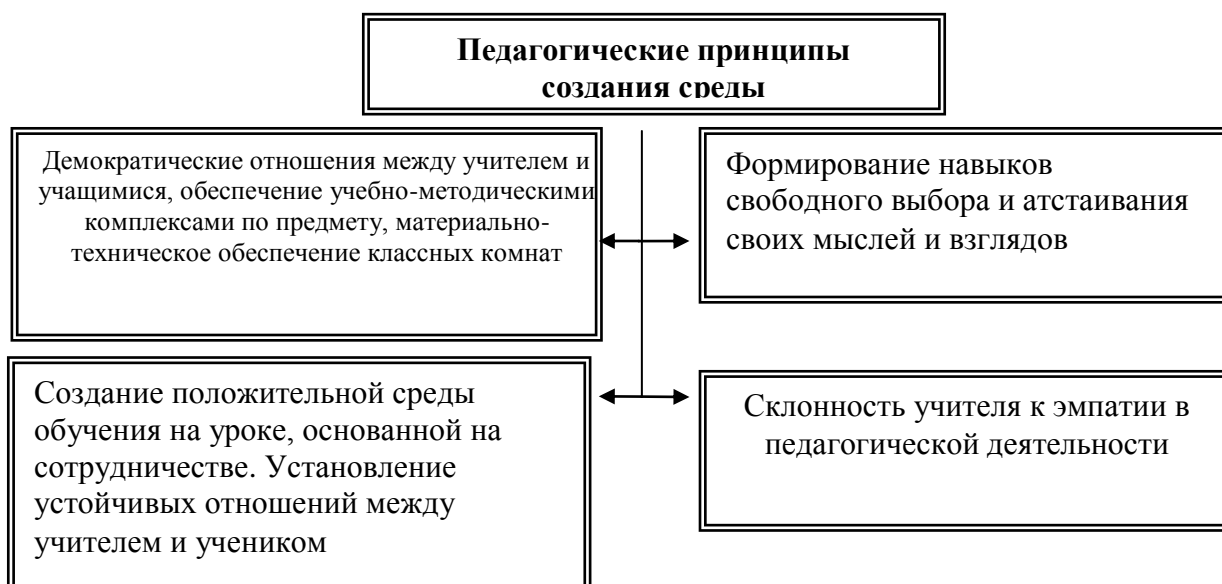 Педагогические принципы
создания среды
Демократические отношения между учителем и
учащимися, обеспечение учебно-методическими
комплексами по предмету, материально-
техническое обеспечение классных комнат
Формирование навыков
свободного выбора и атстаивания
своих мыслей и взглядов
Создание положительной среды
обучения на уроке, основанной на
сотрудничестве. Установление
устойчивых отношений между
учителем и учеником
Склонность учителя к эмпатии в
педагогической деятельности